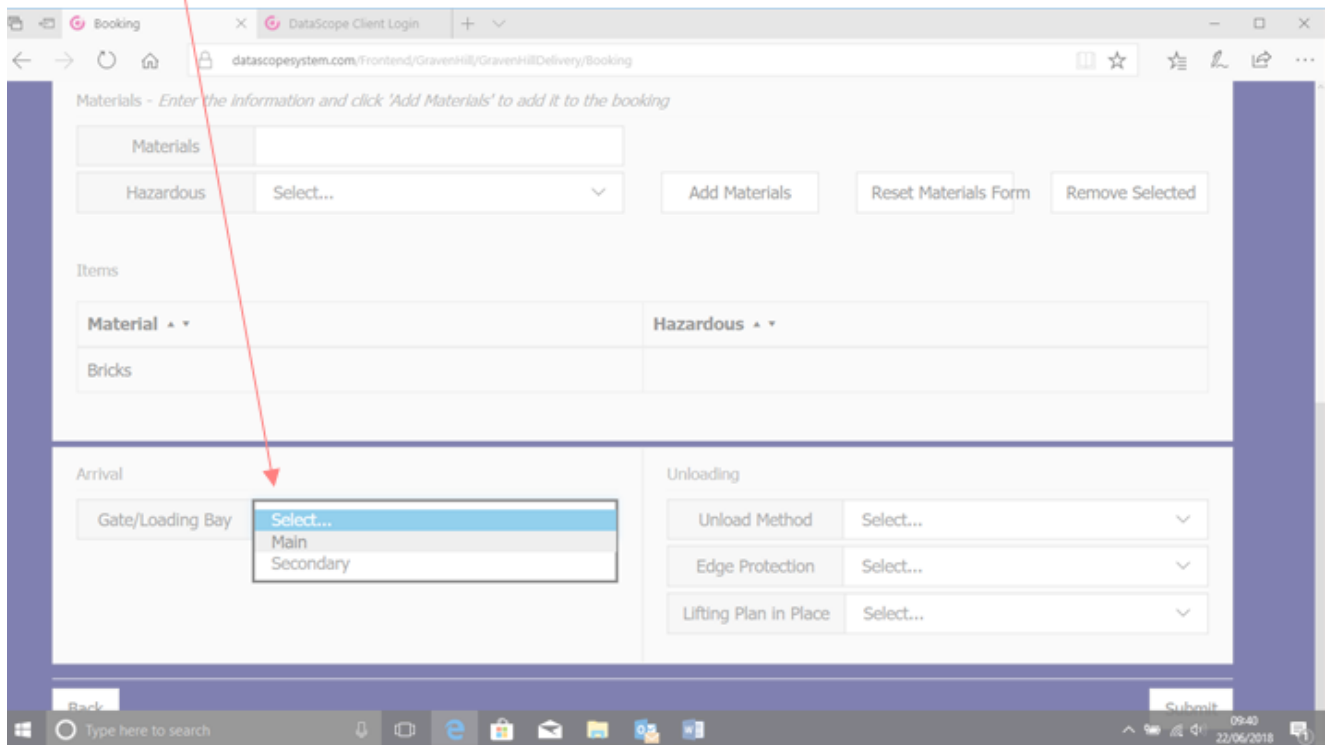 Booking
DataScope Client Login
datascopesystem.com/Frontend/GravenHill/GravenHillDelivery/Booking
Materials - Enter the information and click 'Add Materials' to add it to the booking
Materials
Hazardous Select... Add Materials Reset Materials Form Remove Selected
Items
Material Hazardous
Bricks
Arrival
Gate/Loading Bay Select...
Main
Secondary
Unloading
Unload Method Select...
Edge Protection Select...
Lifting Plan in Place Select...
Back Submit
Type here to search
09:40
22/06/2018